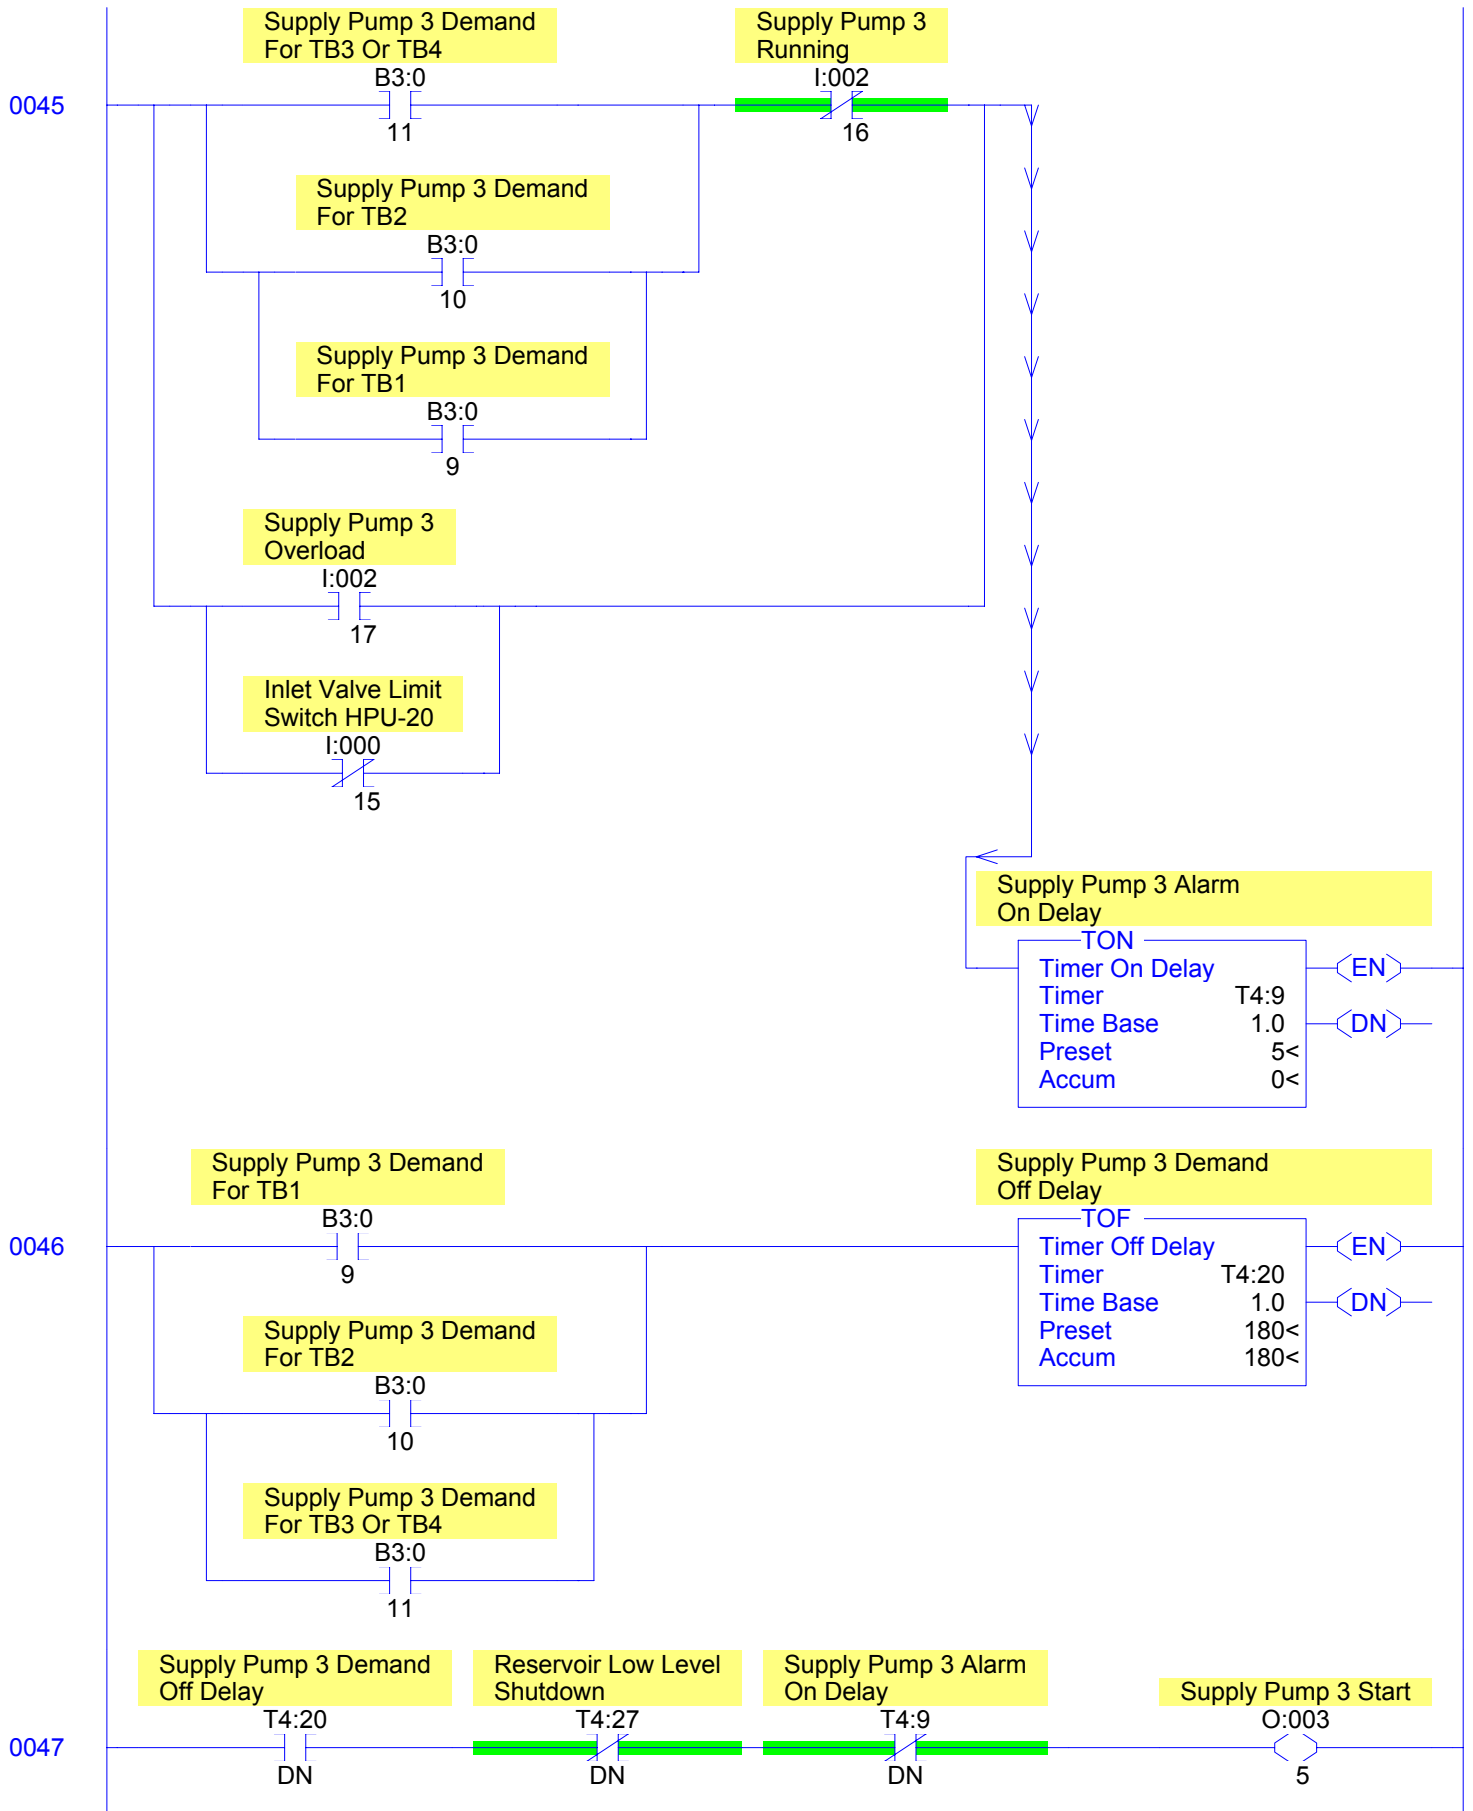 Supply Pump 3 Demand
For TB3 Or TB4
B3:0
11
Supply Pump 3
Running
I:002
16
0045
Supply Pump 3 Demand
For TB2
B3:0
10
Supply Pump 3 Demand
For TB1
B3:0
9
Supply Pump 3
Overload
I:002
17
Inlet Valve Limit
Switch HPU-20
I:000
15
Supply Pump 3 Alarm
On Delay
TON
Timer On Delay
Timer T4:9
Time Base 1.0
Preset 5<
Accum 0<
EN
DN
Supply Pump 3 Demand
For TB1
B3:0
9
0046
Supply Pump 3 Demand
Off Delay
TOF
Timer Off Delay
Timer T4:20
Time Base 1.0
Preset 180<
Accum 180<
EN
DN
Supply Pump 3 Demand
For TB2
B3:0
10
Supply Pump 3 Demand
For TB3 Or TB4
B3:0
11
0047
Supply Pump 3 Demand
Off Delay
T4:20
DN
Reservoir Low Level
Shutdown
T4:27
DN
Supply Pump 3 Alarm
On Delay
T4:9
DN
Supply Pump 3 Start
O:003
5